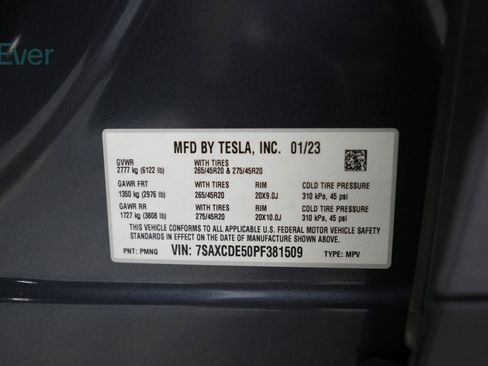 Ever
MFD BY TESLA, INC. 01/23
GVWR WITH TIRES
2777 kg (6122 lb) 265/45R20 & 275/45R20
GAWR FRT WITH TIRES RIM COLD TIRE PRESSURE
1350 kg (2976 lb) 265/45R20 20X9.0J 310 kPa, 45 psi
GAWR RR WITH TIRES RIM COLD TIRE PRESSURE
1727 kg (3808 lb) 275/45R20 20X10.0J 310 kPa, 45 psi
THIS VEHICLE CONFORMS TO ALL APPLICABLE U.S. FEDERAL MOTOR VEHICLE SAFETY
STANDARDS IN EFFECT ON THE DATE OF MANUFACTURE SHOWN ABOVE.
PNT: PMNG VIN: 7SAXCDE50PF381509 TYPE: MPV